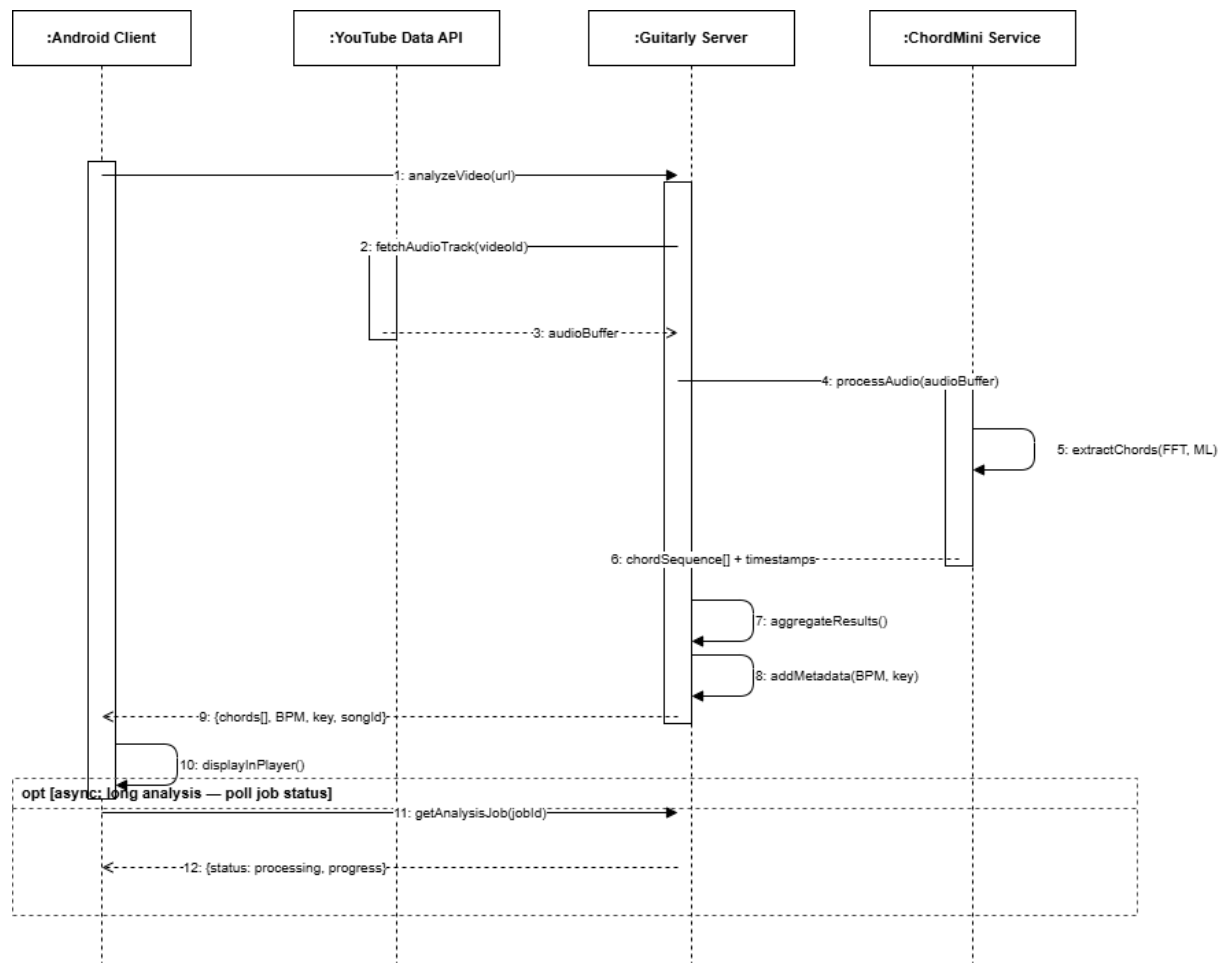 :Android Client
:YouTube Data API
:Guitarly Server
:ChordMini Service
1: analyzeVideo(url)
2: fetchAudioTrack(videoId)
3: audioBuffer
4: processAudio(audioBuffer)
5: extractChords(FFT, ML)
6: chordSequence[] + timestamps
7: aggregateResults()
8: addMetadata(BPM, key)
9: {chords[], BPM, key, songId}
10: displayInPlayer()
opt [async: long analysis — poll job status]
11: getAnalysisJob(jobId)
12: {status: processing, progress}